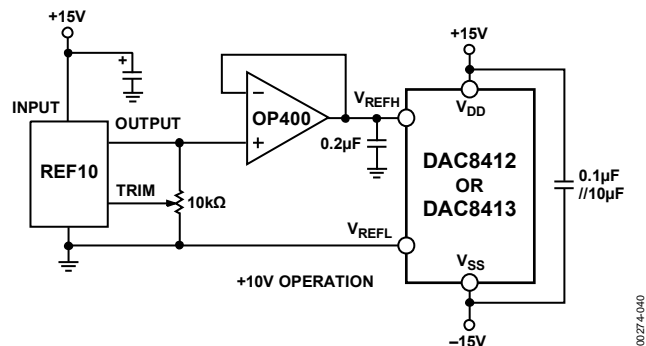 +15V
+
INPUT
OUTPUT
REF10
TRIM
10kΩ
–
+
OP400
VREFH
0.2µF
VREFL
+10V OPERATION
+15V
VDD
DAC8412
OR
DAC8413
VSS
–15V
0.1µF
//10µF
00274-040